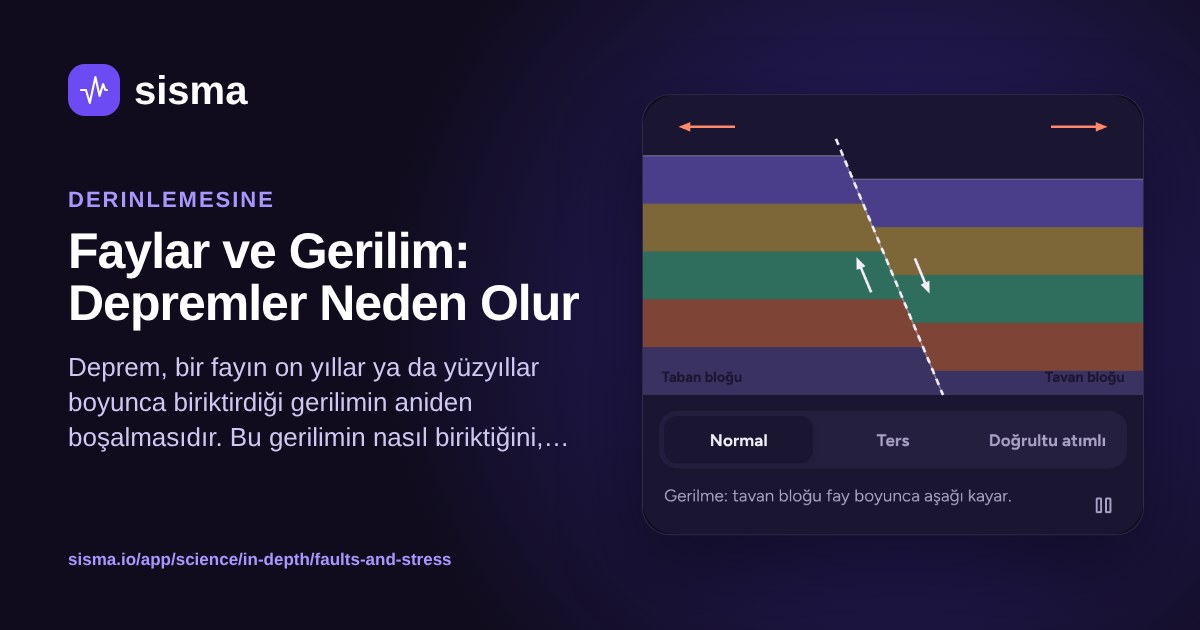 sisma
DERINLEMESINE
Faylar ve Gerilim:
Depremler Neden Olur
Deprem, bir fayın on yıllar ya da yüzyıllar
boyunca biriktirdiği gerilimin aniden
boşalmasıdır. Bu gerilimin nasıl biriktiğini,…
sisma.io/app/science/in-depth/faults-and-stress
Taban bloğu
Tavan bloğu
Normal
Ters
Doğrultu atımlı
Gerilme: tavan bloğu fay boyunca aşağı kayar.